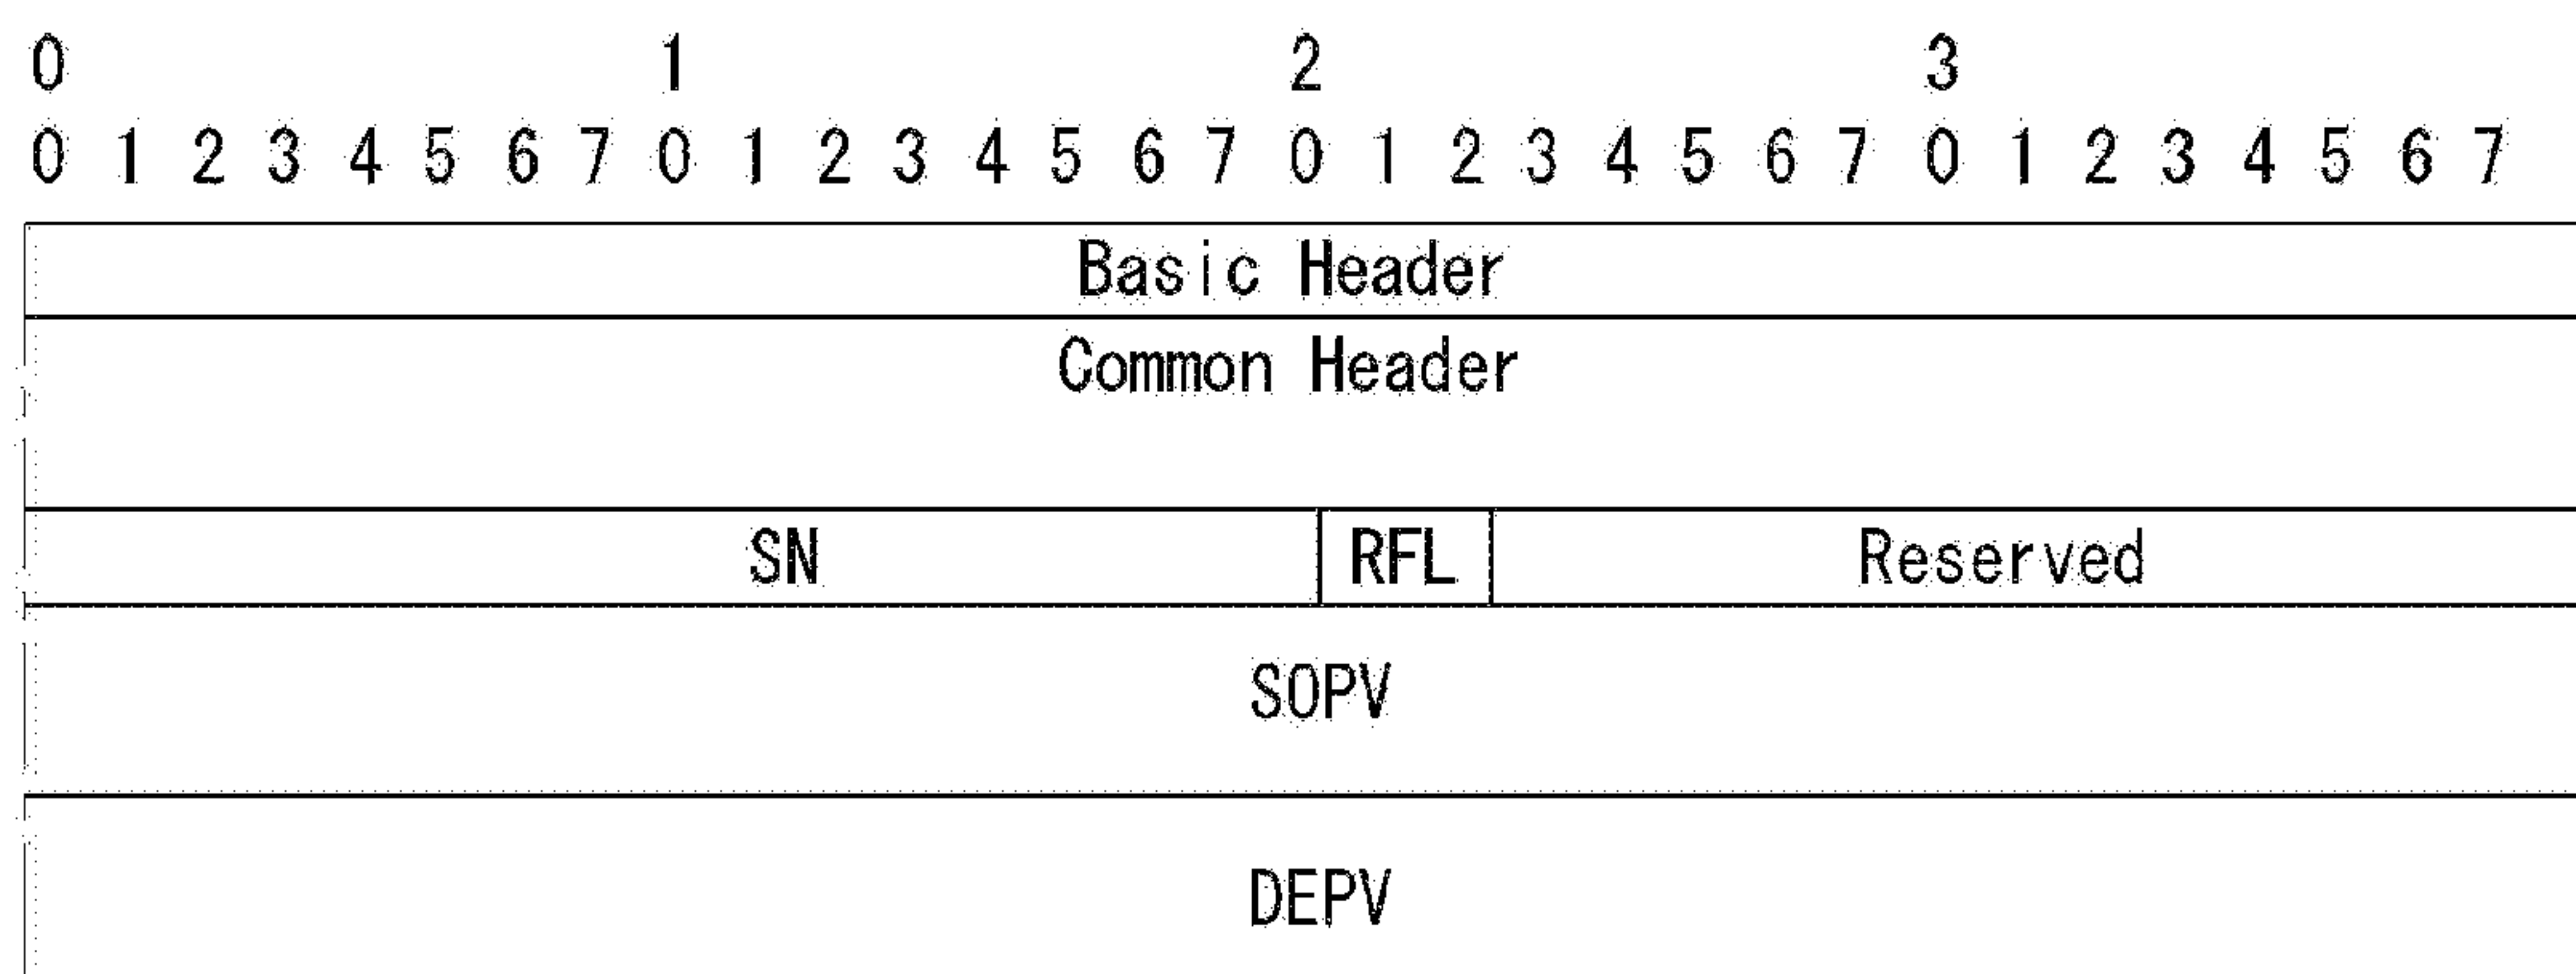 0 1 2 3
0 1 2 3 4 5 6 7 0 1 2 3 4 5 6 7 0 1 2 3 4 5 6 7 0 1 2 3 4 5 6 7
Basic Header
Common Header
SN RFL Reserved
SOPV
DEPV